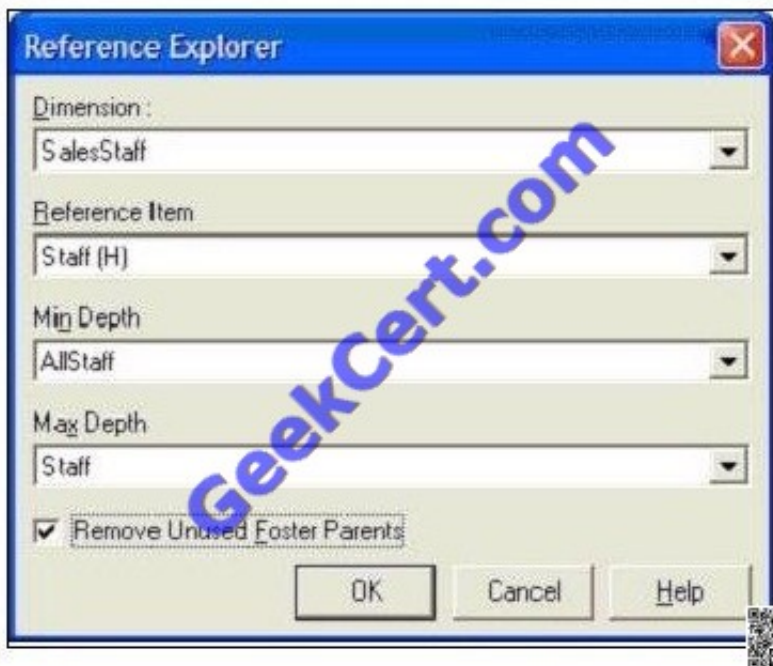 Reference Explorer
Dimension :
SalesStaff
Reference Item
Staff (H)
Min Depth
AllStaff
Max Depth
Staff
Remove Unused Foster Parents
OK Cancel Help
GeekCert.com